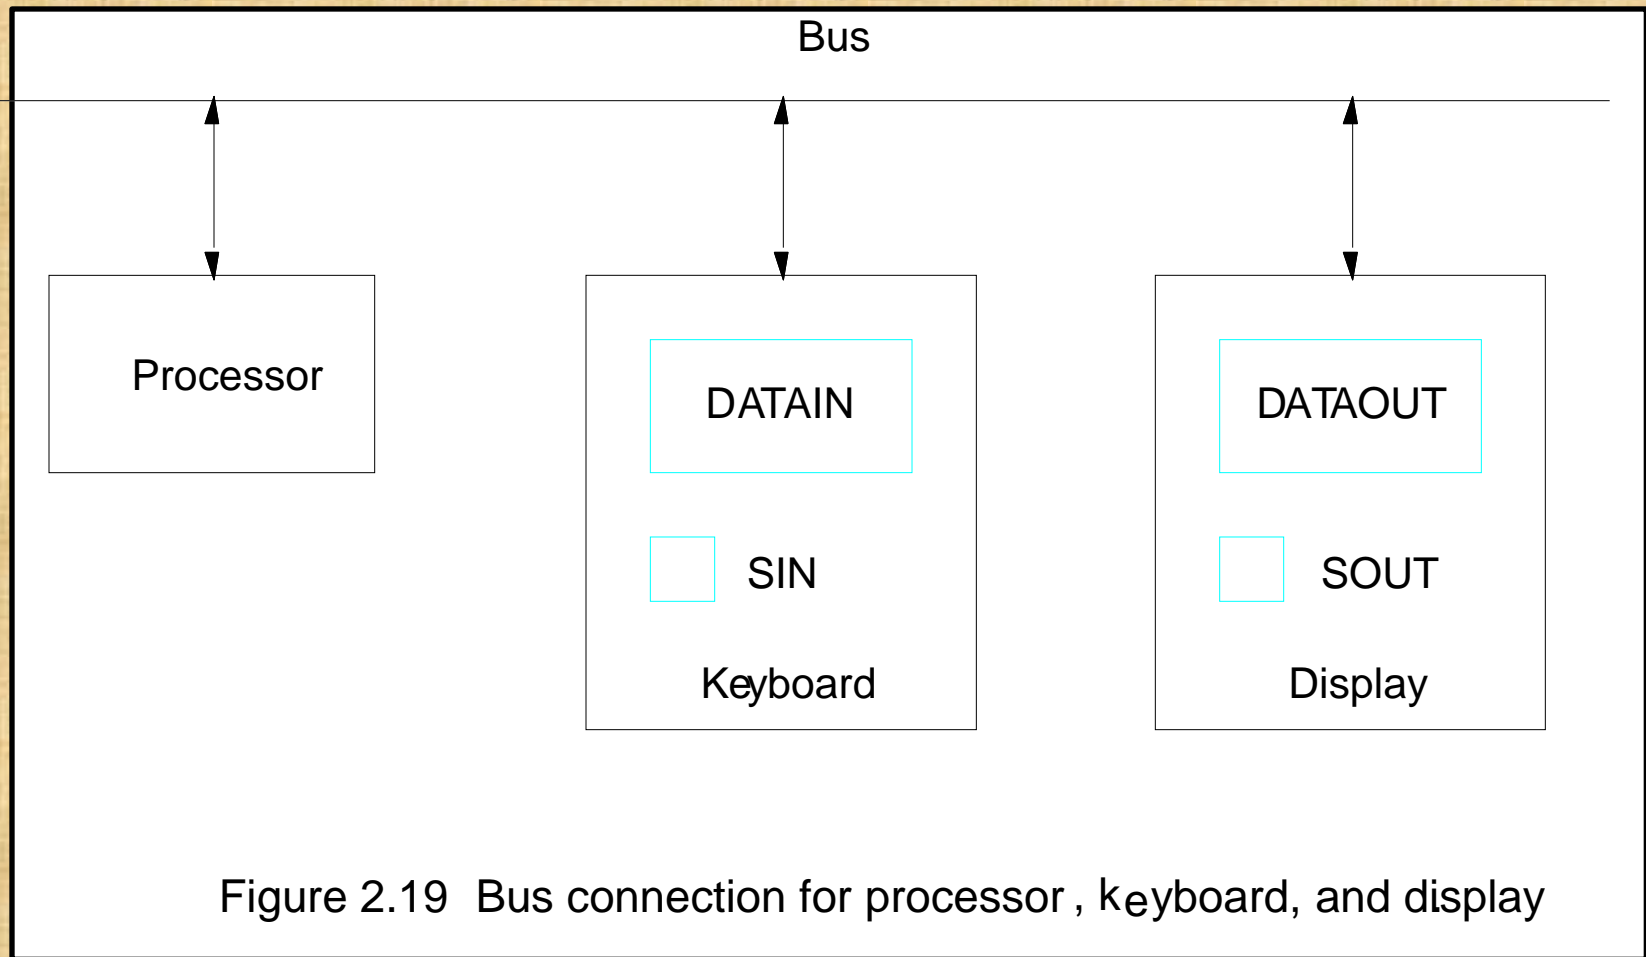 Bus
Processor
DATAIN
DATAOUT
SIN
SOUT
Keyboard
Display
Figure 2.19 Bus connection for processor, keyboard, and display